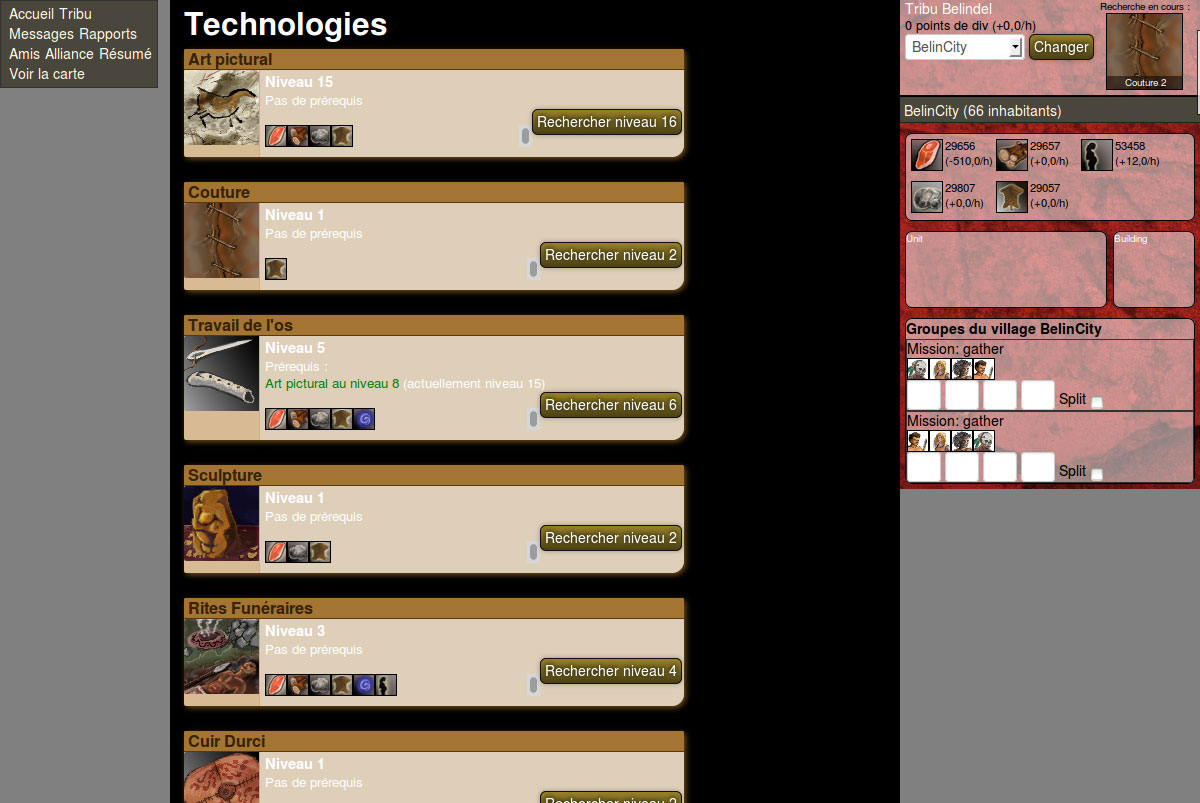 Accueil Tribu
Messages Rapports
Amis Alliance Résumé
Voir la carte
Technologies
Art pictural
Niveau 15
Pas de prérequis
Rechercher niveau 16
Couture
Niveau 1
Pas de prérequis
Rechercher niveau 2
Travail de l'os
Niveau 5
Prérequis :
Art pictural au niveau 8 (actuellement niveau 15)
Rechercher niveau 6
Sculpture
Niveau 1
Pas de prérequis
Rechercher niveau 2
Rites Funéraires
Niveau 3
Pas de prérequis
Rechercher niveau 4
Cuir Durci
Niveau 1
Pas de prérequis
Rechercher niveau 2
Tribu Belindel
0 points de div (+0,0/h)
BelinCity
Changer
Recherche en cours :
Couture 2
BelinCity (66 inhabitants)
29656
(-510,0/h)
29657
(+0,0/h)
53458
(+12,0/h)
29807
(+0,0/h)
29057
(+0,0/h)
Unit
Building
Groupes du village BelinCity
Mission: gather
Split
Mission: gather
Split